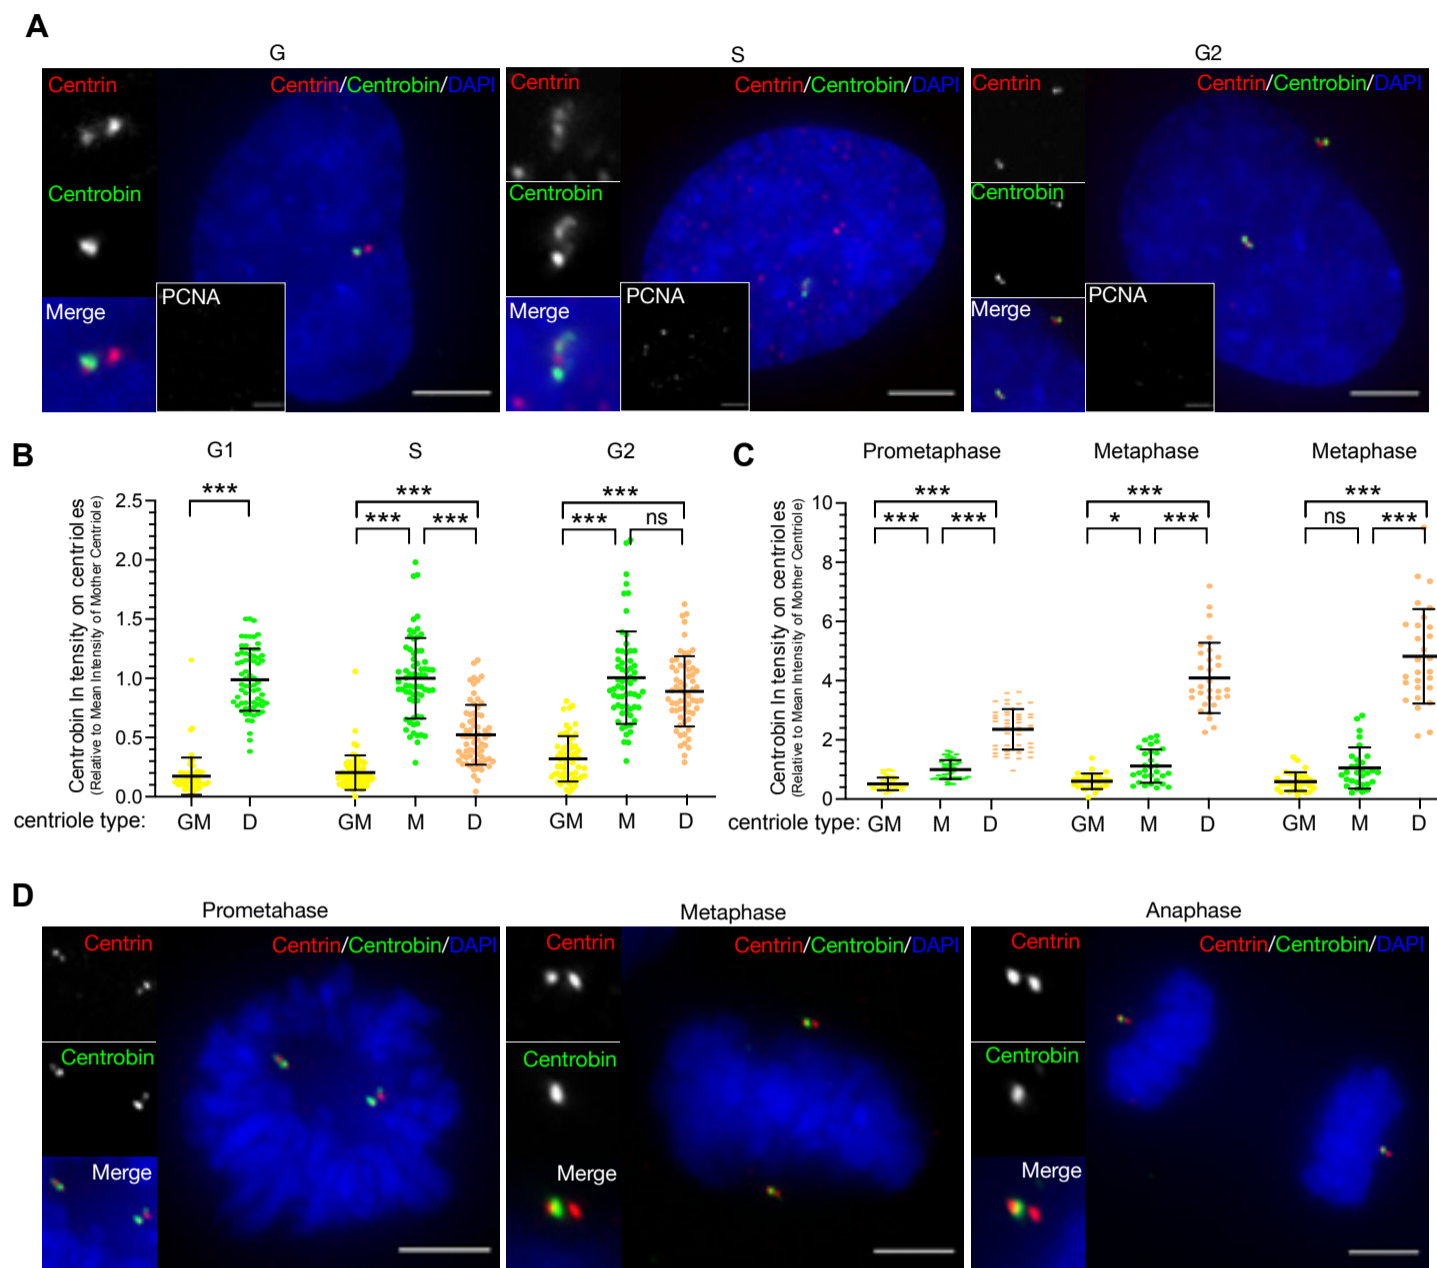 A
G
S
G2
Centrin
Centrin/Centrobin/DAPI
Centrobin
PCNA
Merge
Centrin
Centrin/Centrobin/DAPI
Centrobin
PCNA
Merge
Centrin
Centrin/Centrobin/DAPI
Centrobin
PCNA
Merge
B
G1
S
G2
Centrobin In tensity on centrioles
(Relative to Mean Intensity of Mother Centriole)
2.5
2.0
1.5
1.0
0.5
0.0
***
***
***
***
***
***
ns
centriole type:
GM
D
GM
M
D
GM
M
D
C
Prometaphase
Metaphase
Metaphase
Centrobin In tensity on centrioles
(Relative to Mean Intensity of Mother Centriole)
10
8
6
4
2
0
***
***
***
***
*
***
***
ns
***
centriole type:
GM
M
D
GM
M
D
GM
M
D
D
Prometahase
Metaphase
Anaphase
Centrin
Centrin/Centrobin/DAPI
Centrobin
Merge
Centrin
Centrin/Centrobin/DAPI
Centrobin
Merge
Centrin
Centrin/Centrobin/DAPI
Centrobin
Merge